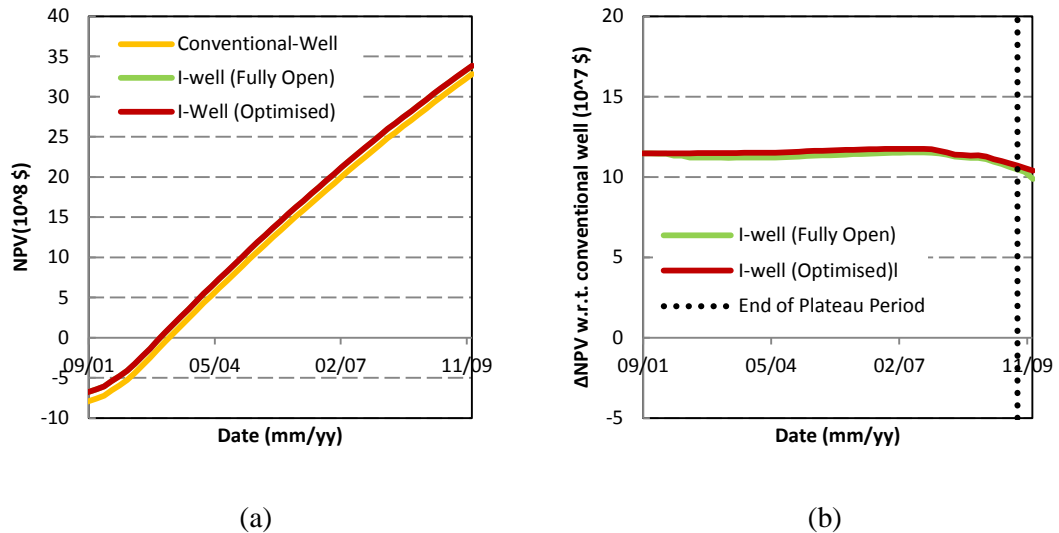 NPV(10^8 $)
40
35
30
25
20
15
10
5
0
-5
-10
Conventional-Well
I-well (Fully Open)
I-Well (Optimised)
09/01
05/04
02/07
11/09
Date (mm/yy)
(a)
ΔNPV w.r.t. conventional well (10^7 $)
20
15
10
5
0
-5
I-well (Fully Open)
I-well (Optimised)l
End of Plateau Period
09/01
05/04
02/07
11/09
Date (mm/yy)
(b)